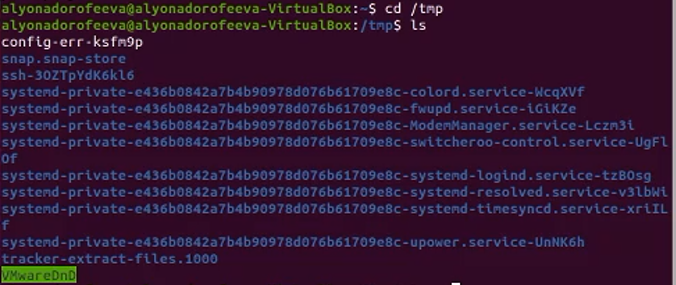 alyonadorofeeva@alyonadorofeeva-VirtualBox:~$ cd /tmp
alyonadorofeeva@alyonadorofeeva-VirtualBox:/tmp$ ls
config-err-ksfm9p
snap.snap-store
ssh-3OZTpYdK6kl6
systemd-private-e436b0842a7b4b90978d076b61709e8c-colord.service-WcqXVf
systemd-private-e436b0842a7b4b90978d076b61709e8c-fwupd.service-iGiKZe
systemd-private-e436b0842a7b4b90978d076b61709e8c-ModemManager.service-Lczm3i
systemd-private-e436b0842a7b4b90978d076b61709e8c-switcheroo-control.service-UgFl
Of
systemd-private-e436b0842a7b4b90978d076b61709e8c-systemd-logind.service-tzBOsg
systemd-private-e436b0842a7b4b90978d076b61709e8c-systemd-resolved.service-v3lbWi
systemd-private-e436b0842a7b4b90978d076b61709e8c-systemd-timesyncd.service-xriIL
f
systemd-private-e436b0842a7b4b90978d076b61709e8c-upower.service-UnNK6h
tracker-extract-files.1000
VMwareDnD